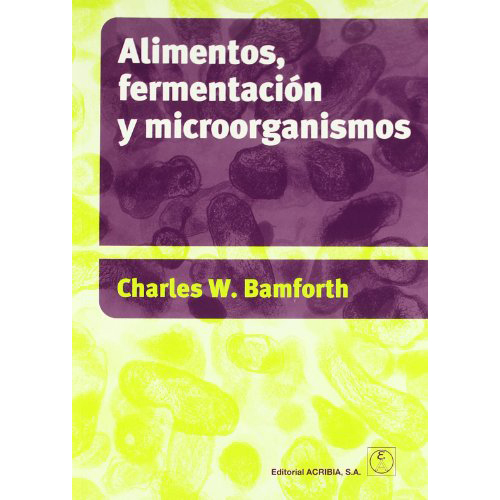 Alimentos,
fermentación
y microorganismos
Charles W. Bamforth
Editorial ACRIBIA, S.A.